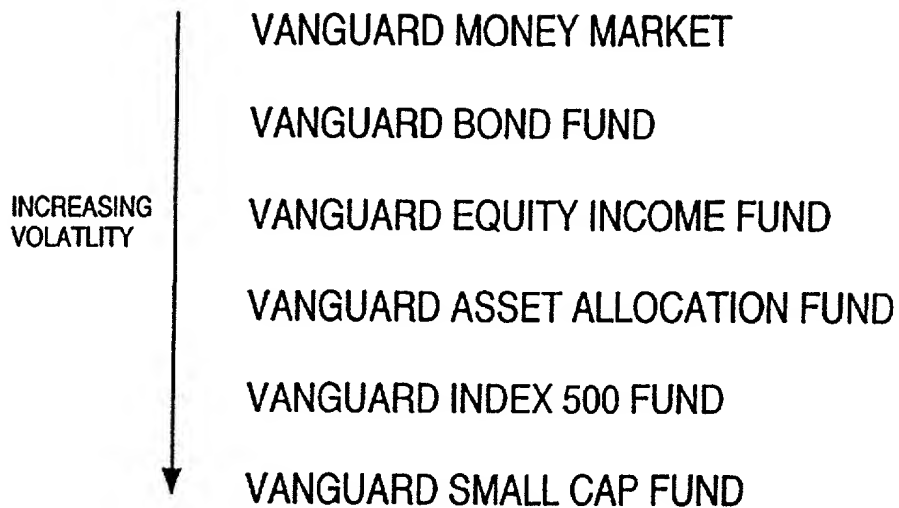 VANGUARD MONEY MARKET
VANGUARD BOND FUND
INCREASING
VOLATLITY
VANGUARD EQUITY INCOME FUND
VANGUARD ASSET ALLOCATION FUND
VANGUARD INDEX 500 FUND
VANGUARD SMALL CAP FUND